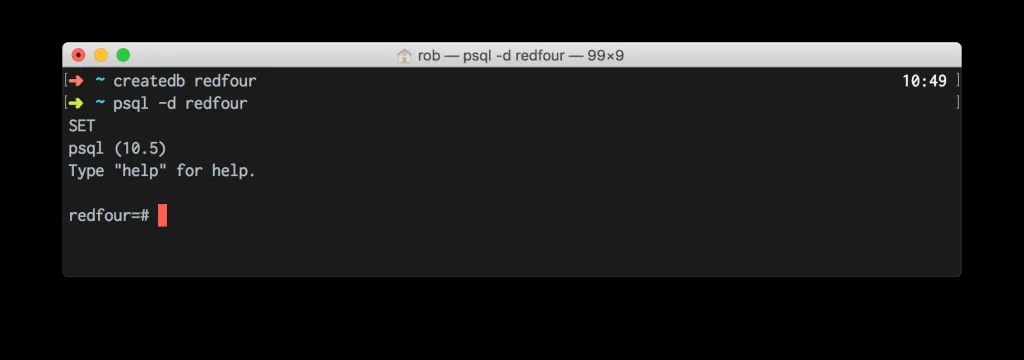 rob — psql -d redfour — 99×9
[➜ ~ createdb redfour 10:49 ]
[➜ ~ psql -d redfour ]
SET
psql (10.5)
Type "help" for help.
redfour=#